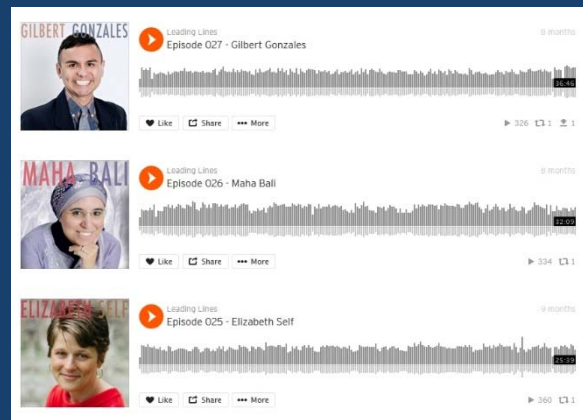 GILBERT GONZALES
Leading Lines
8 months
Episode 027 - Gilbert Gonzales
36:46
Like Share ••• More
326 1 1
MAHA BALI
Leading Lines
8 months
Episode 026 - Maha Bali
32:09
Like Share ••• More
334 1
ELIZABETH SELF
Leading Lines
9 months
Episode 025 - Elizabeth Self
25:39
Like Share ••• More
360 1